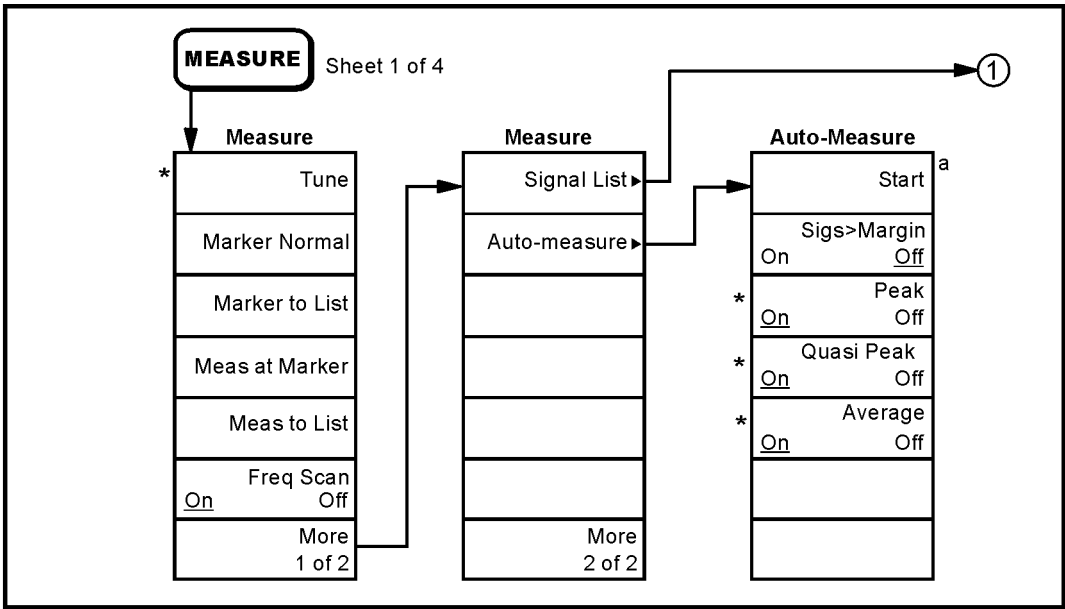 MEASURE
Sheet 1 of 4
1
Measure
* Tune
Marker Normal
Marker to List
Meas at Marker
Meas to List
Freq Scan
On Off
More
1 of 2
Measure
Signal List
Auto-measure
More
2 of 2
Auto-Measure
Start a
Sigs>Margin
On Off
* Peak
On Off
* Quasi Peak
On Off
* Average
On Off